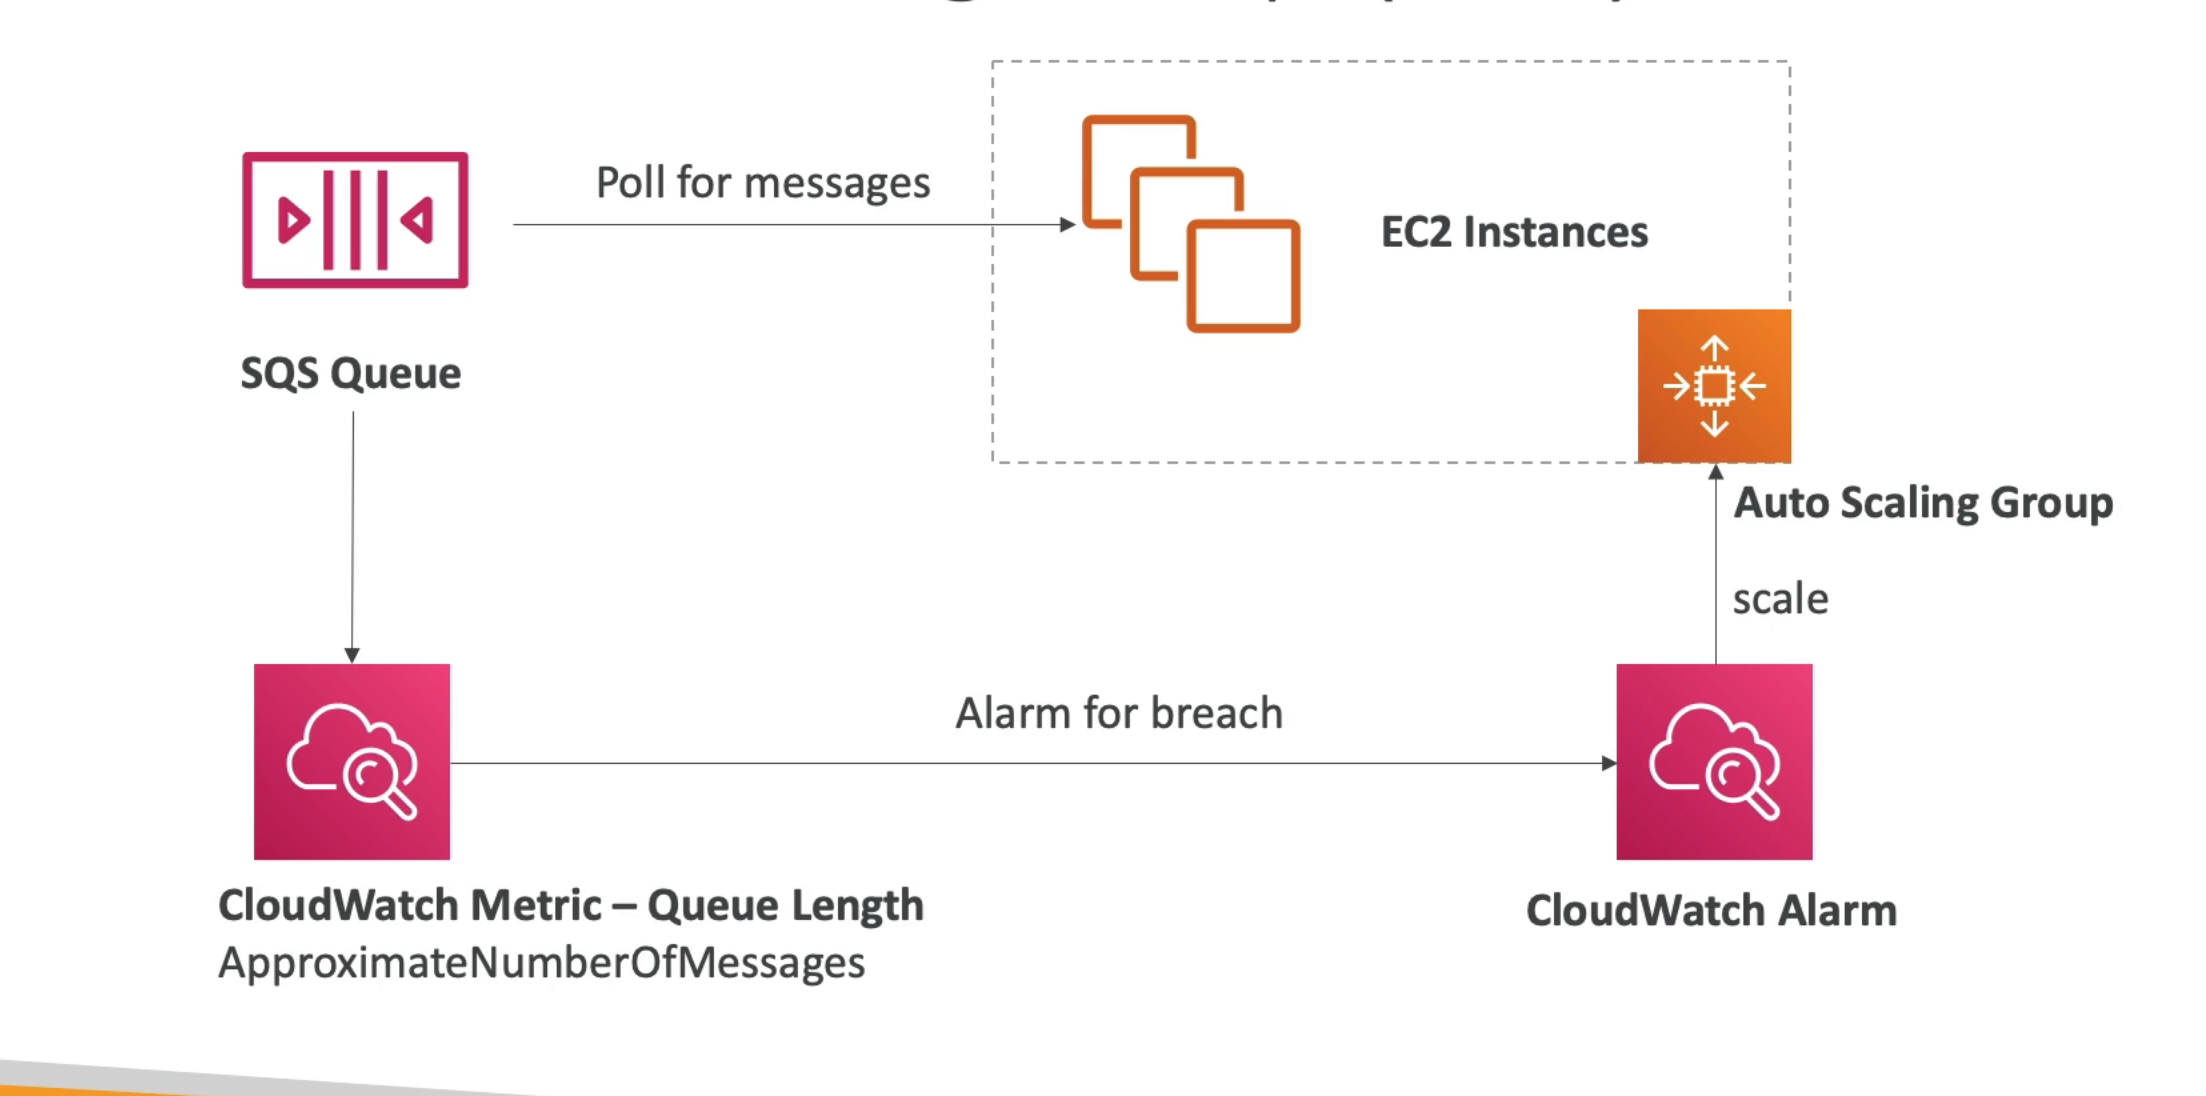 Poll for messages
EC2 Instances
SQS Queue
Auto Scaling Group
scale
Alarm for breach
CloudWatch Metric – Queue Length
ApproximateNumberOfMessages
CloudWatch Alarm